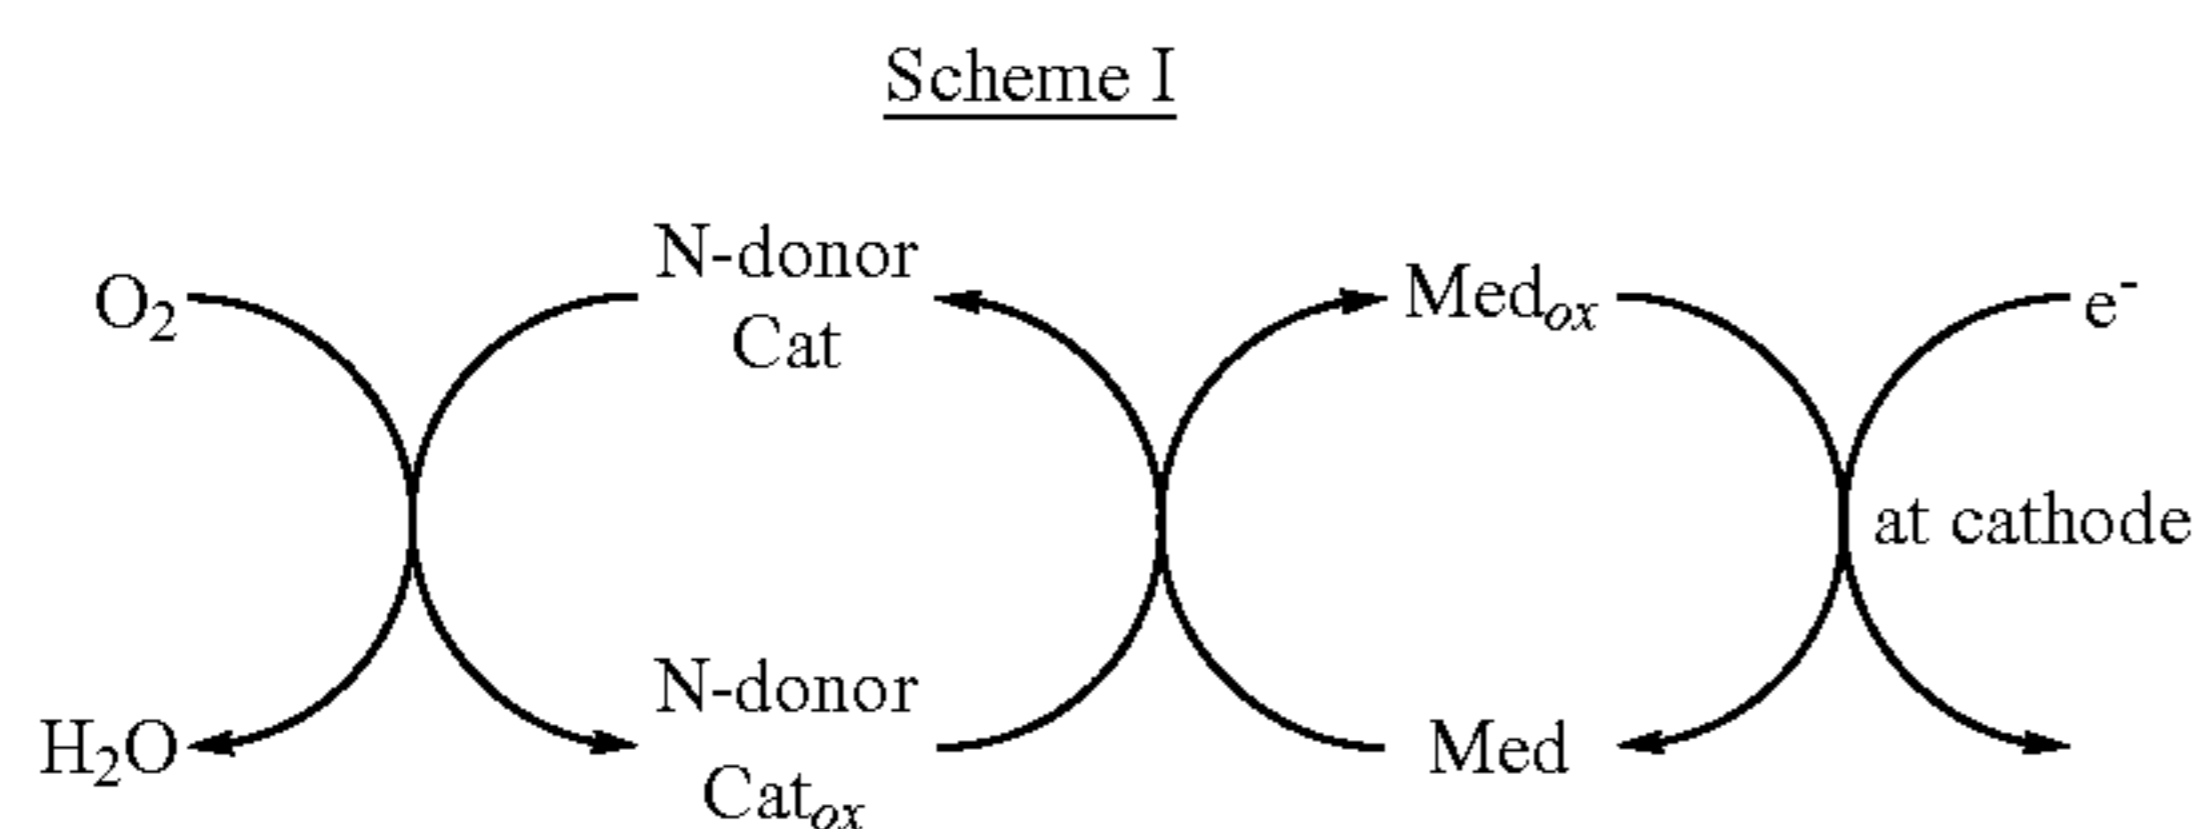 Scheme I
O₂
N-donor
Cat
Medₒₓ
e⁻
at cathode
H₂O
N-donor
Catₒₓ
Med